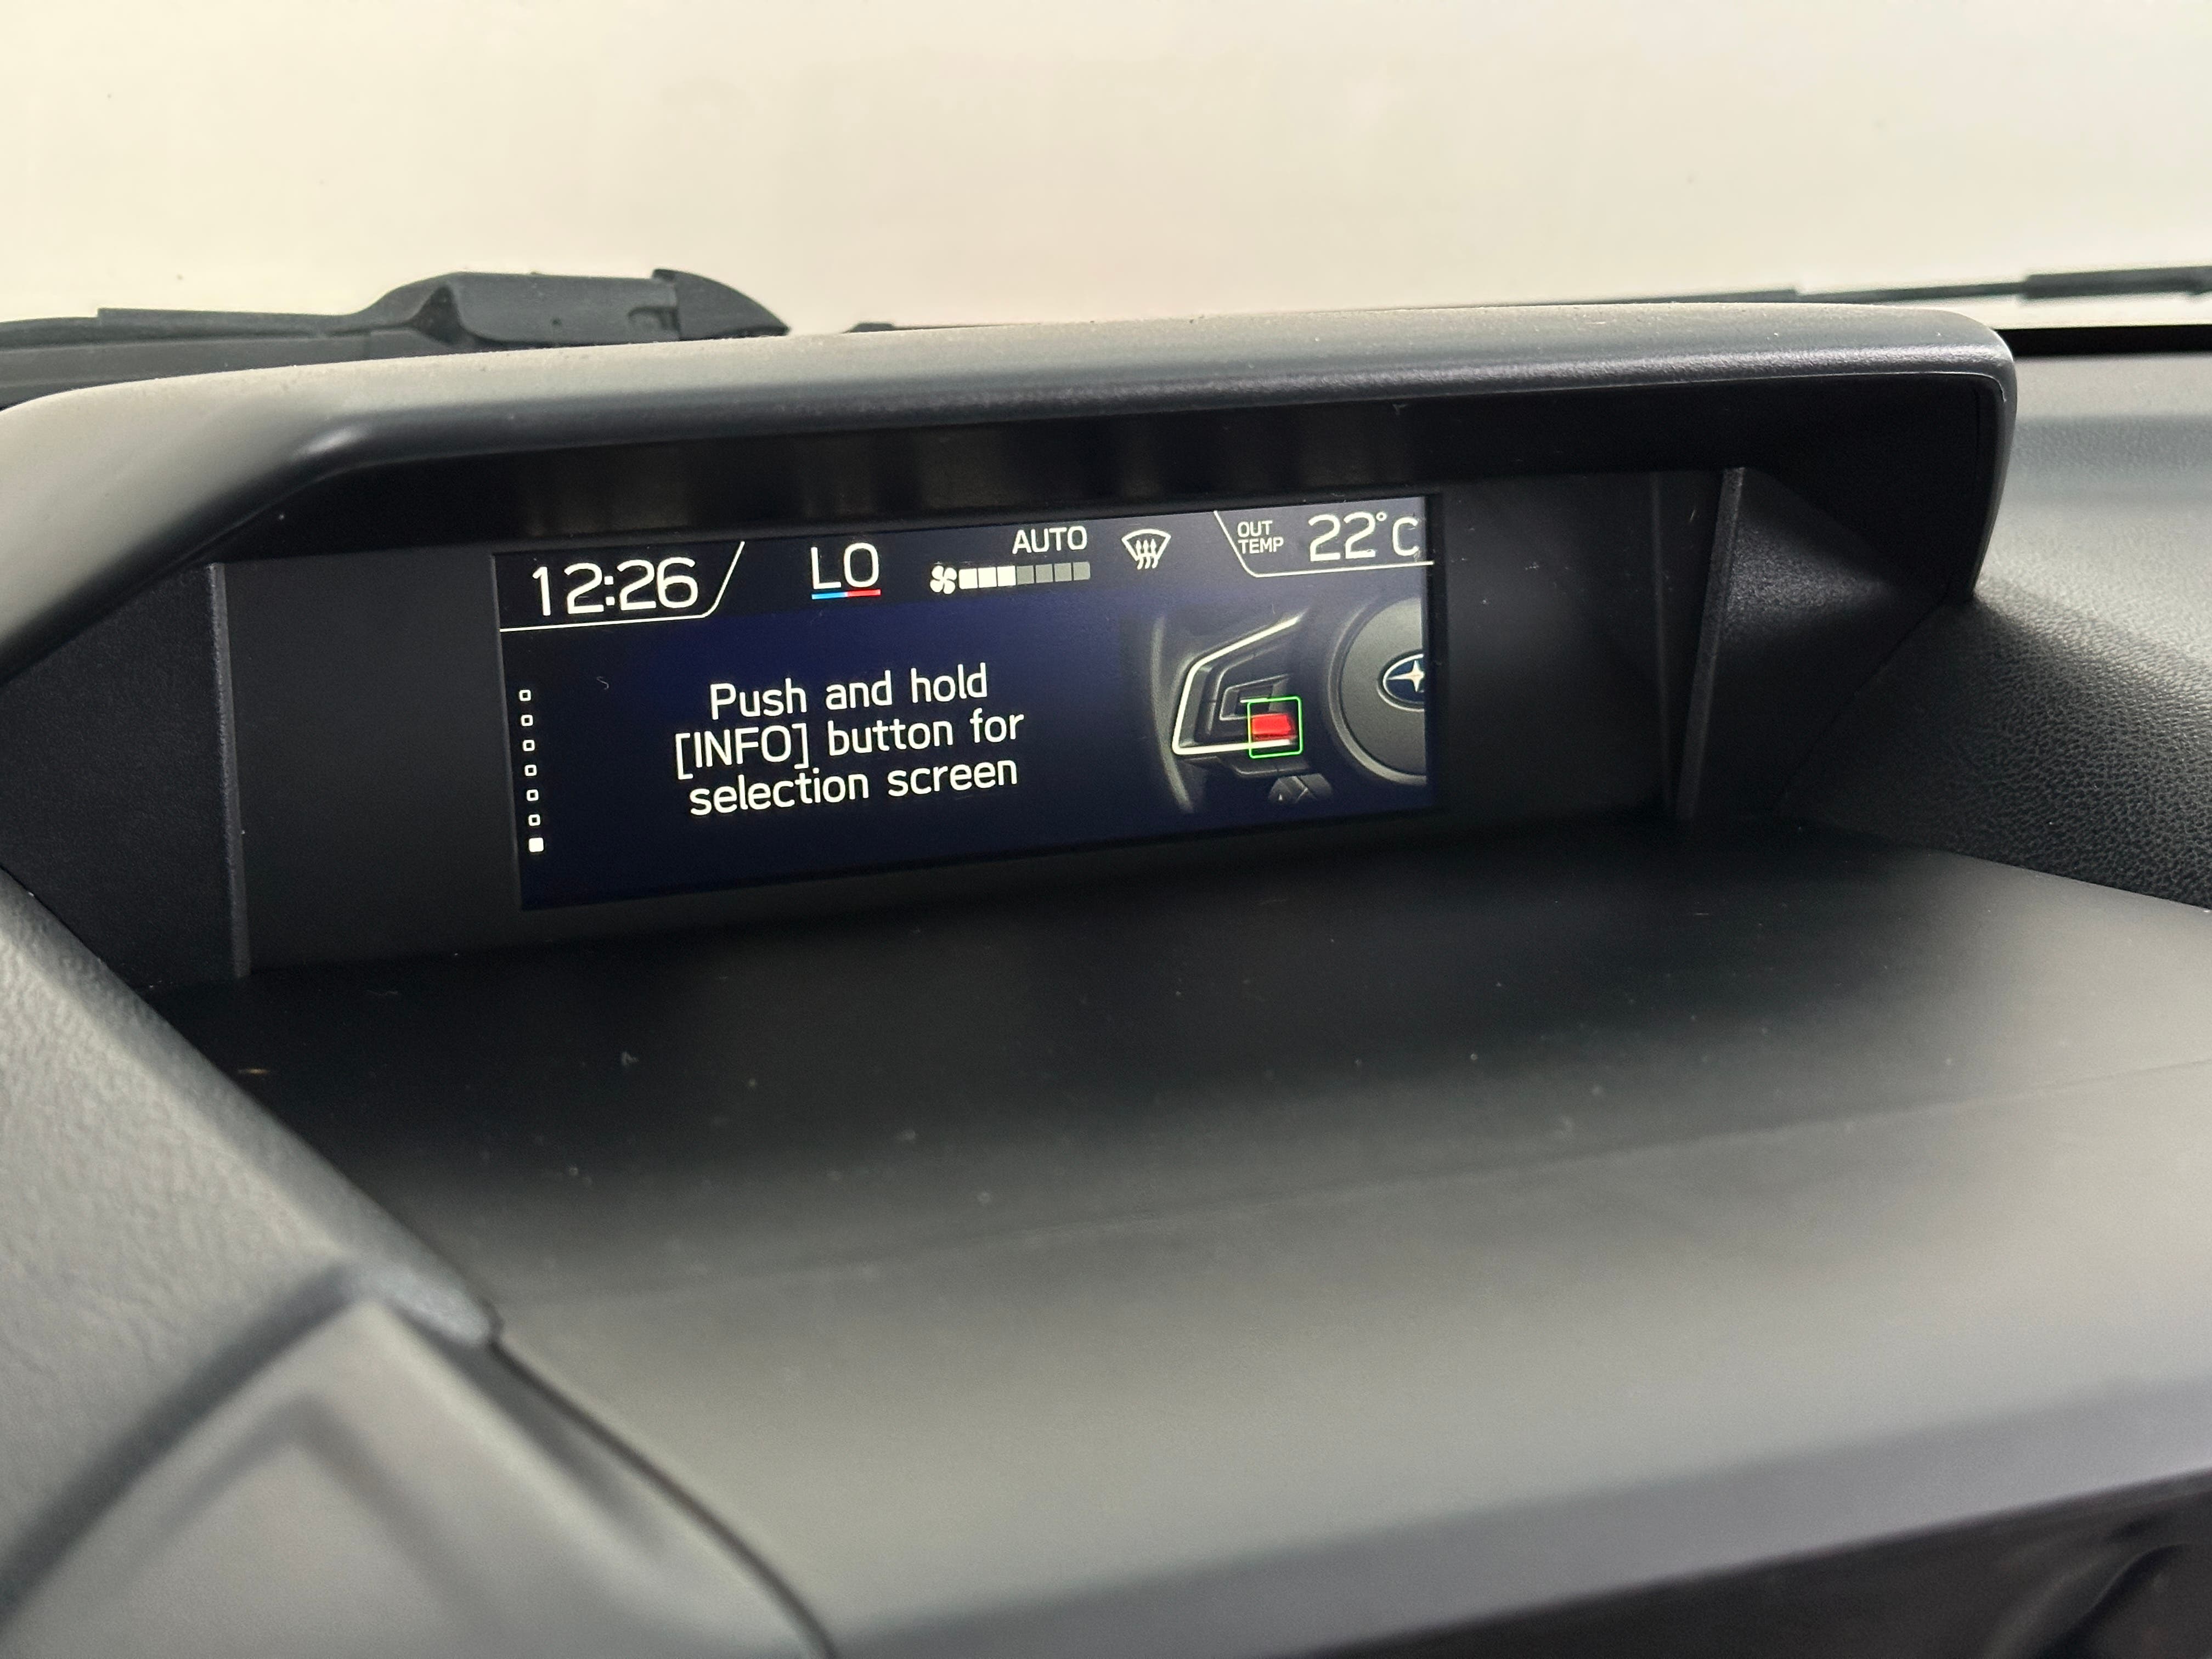 12:26
LO
AUTO
OUT
TEMP
22°C
Push and hold
[INFO] button for
selection screen